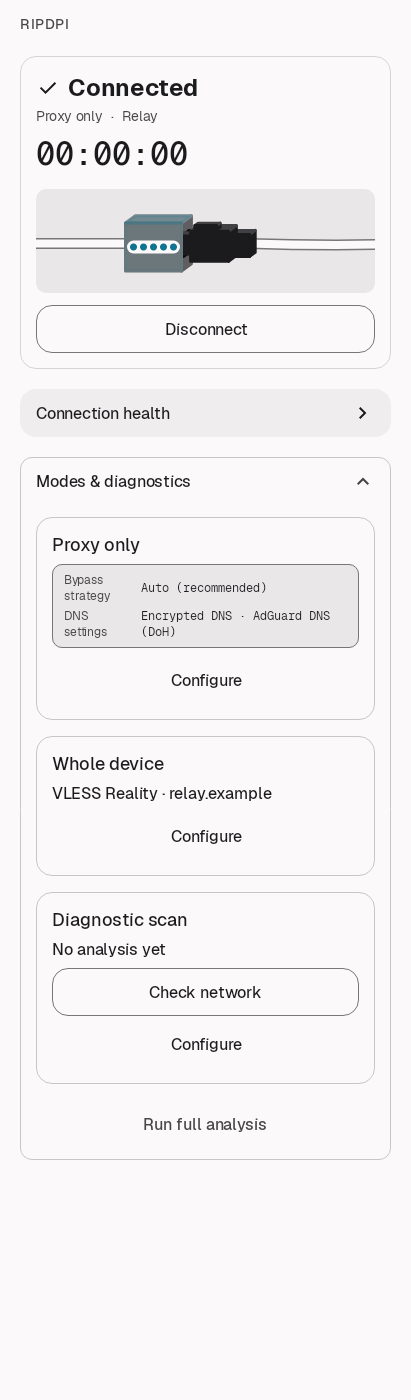 RIPDPI
Connected
Proxy only · Relay
00:00:00
Disconnect
Connection health
Modes & diagnostics
Proxy only
Bypass strategy
Auto (recommended)
DNS settings
Encrypted DNS · AdGuard DNS (DoH)
Configure
Whole device
VLESS Reality · relay.example
Configure
Diagnostic scan
No analysis yet
Check network
Configure
Run full analysis